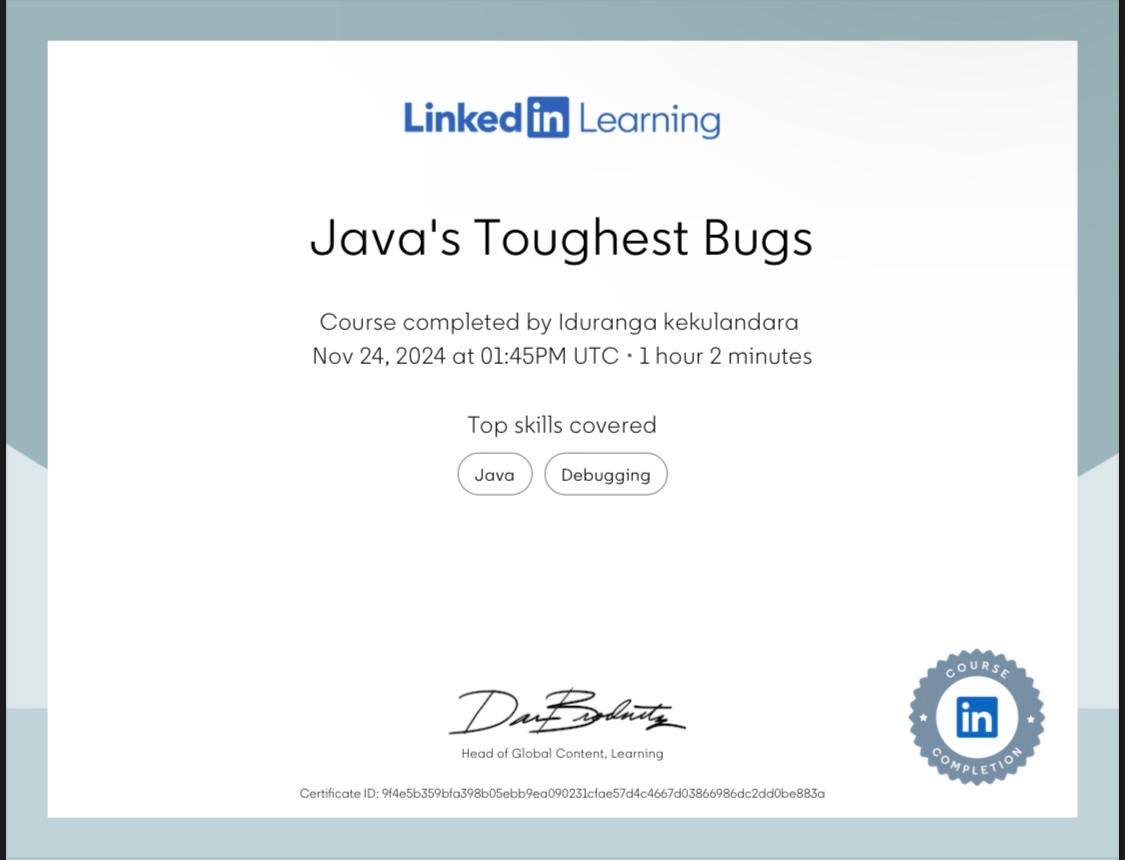 Linked in Learning
Java's Toughest Bugs
Course completed by Iduranga kekulandara
Nov 24, 2024 at 01:45PM UTC • 1 hour 2 minutes
Top skills covered
Java Debugging
Head of Global Content, Learning
Certificate ID: 9f4e5b359bfa398b05ebb9ea090231cfae57d4c4667d03866986dc2dd0be883a
COURSE
in
COMPLETION